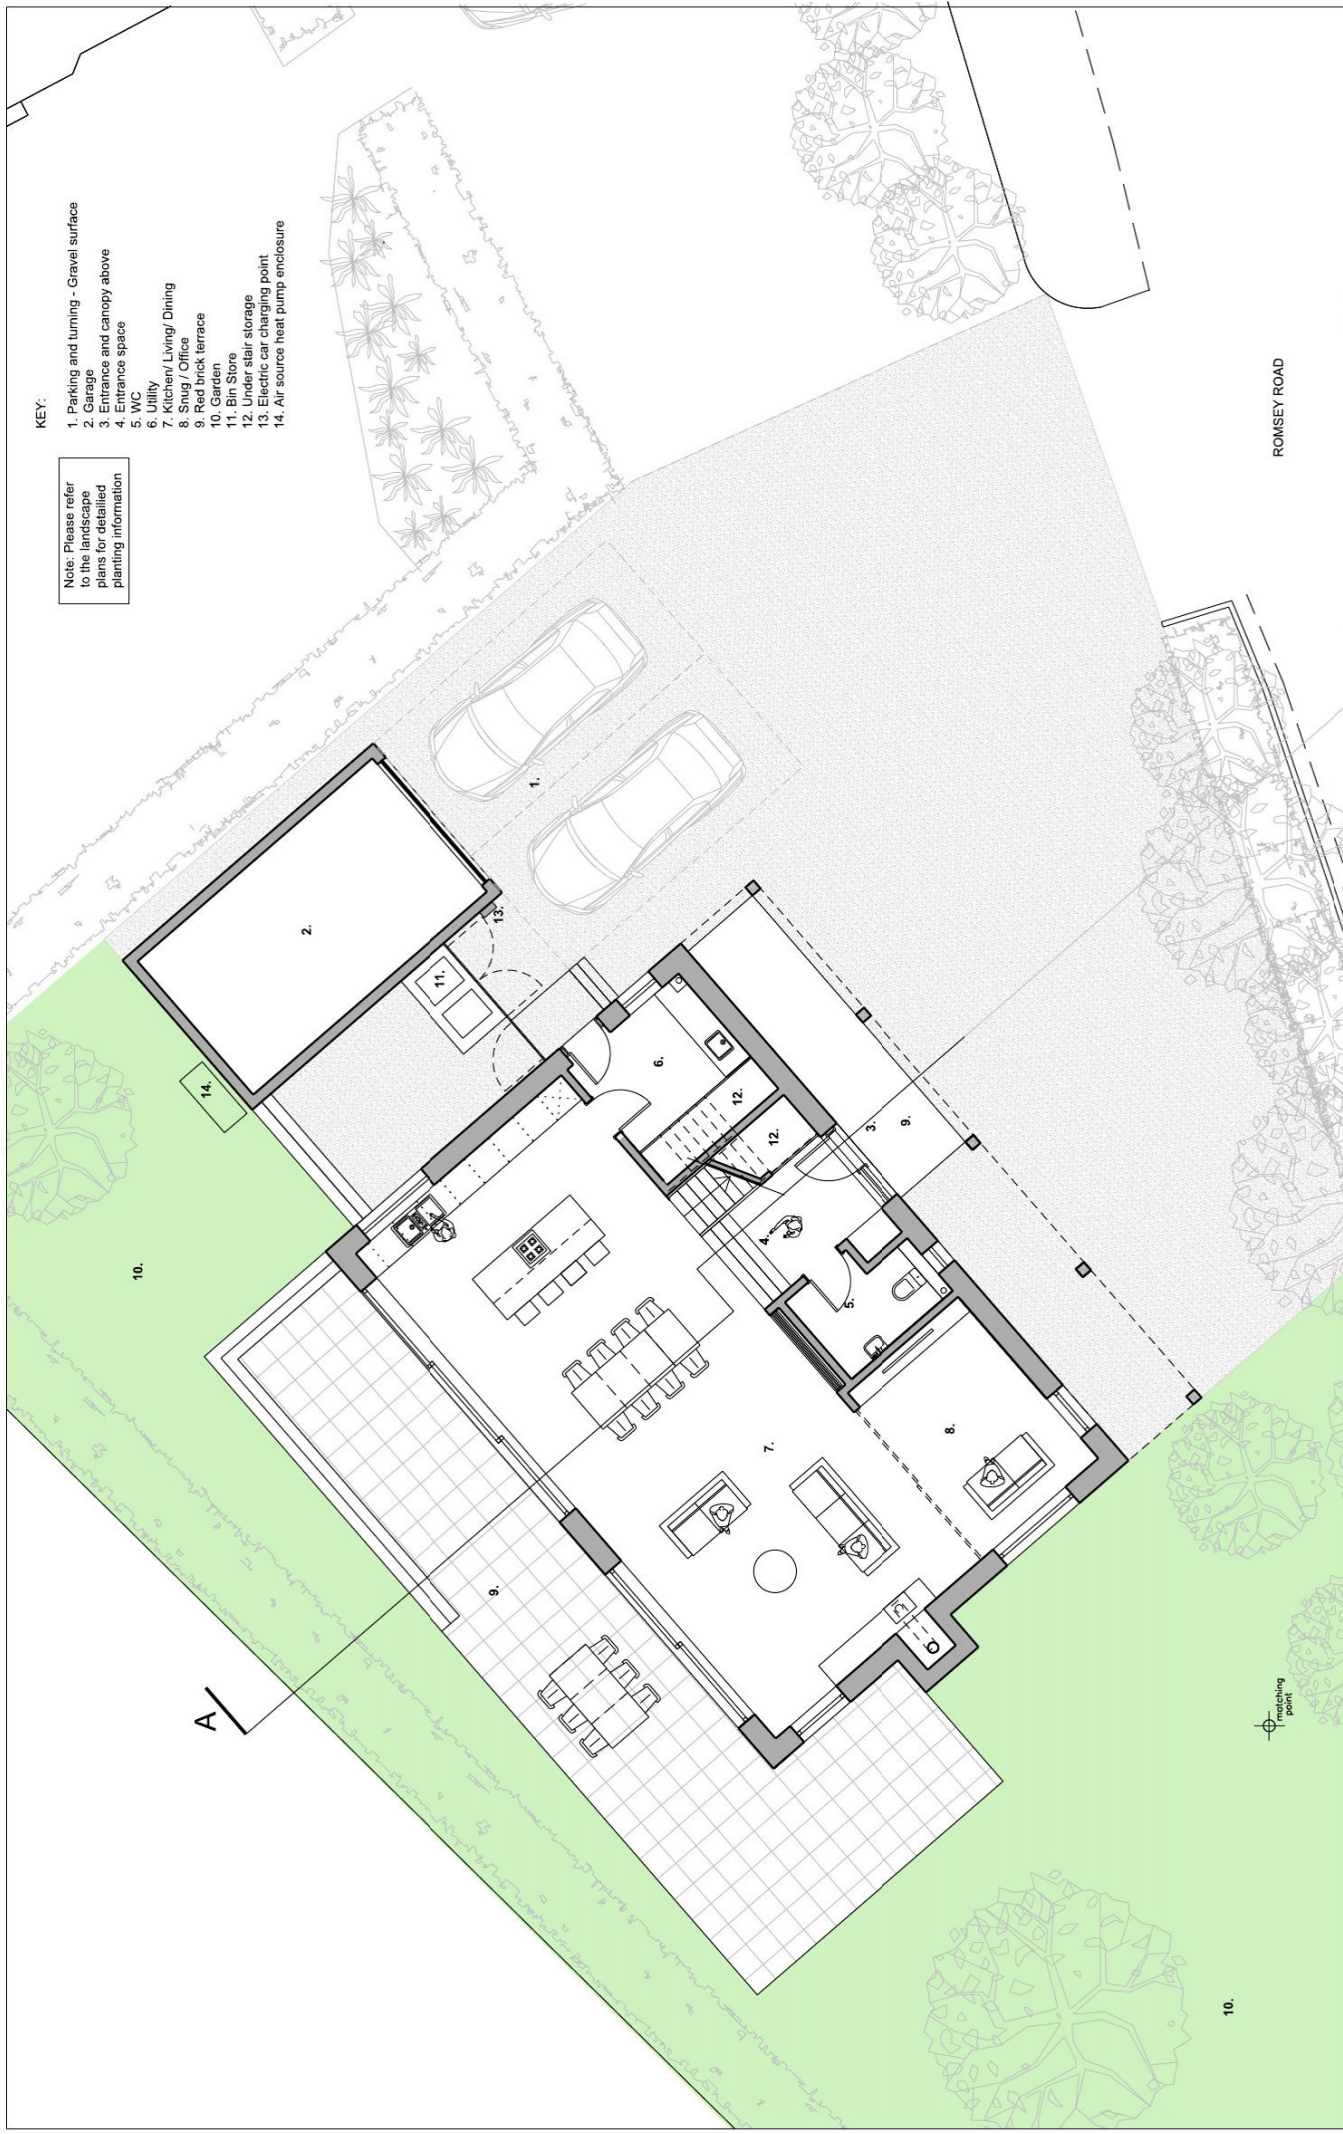 KEY:
1. Parking and turning - Gravel surface
2. Garage
3. Entrance and canopy above
4. Entrance space
5. WC
6. Utility
7. Kitchen/ Living/ Dining
8. Snug / Office
9. Red brick terrace
10. Garden
11. Bin Store
12. Under stair storage
13. Electric car charging point
14. Air source heat pump enclosure
Note: Please refer
to the landscape
plans for detailied
planting information
ROMSEY ROAD
1.
2.
13.
11.
14.
6.
12.
12.
3.
9.
4.
5.
10.
7.
8.
9.
A
matching
point
10.